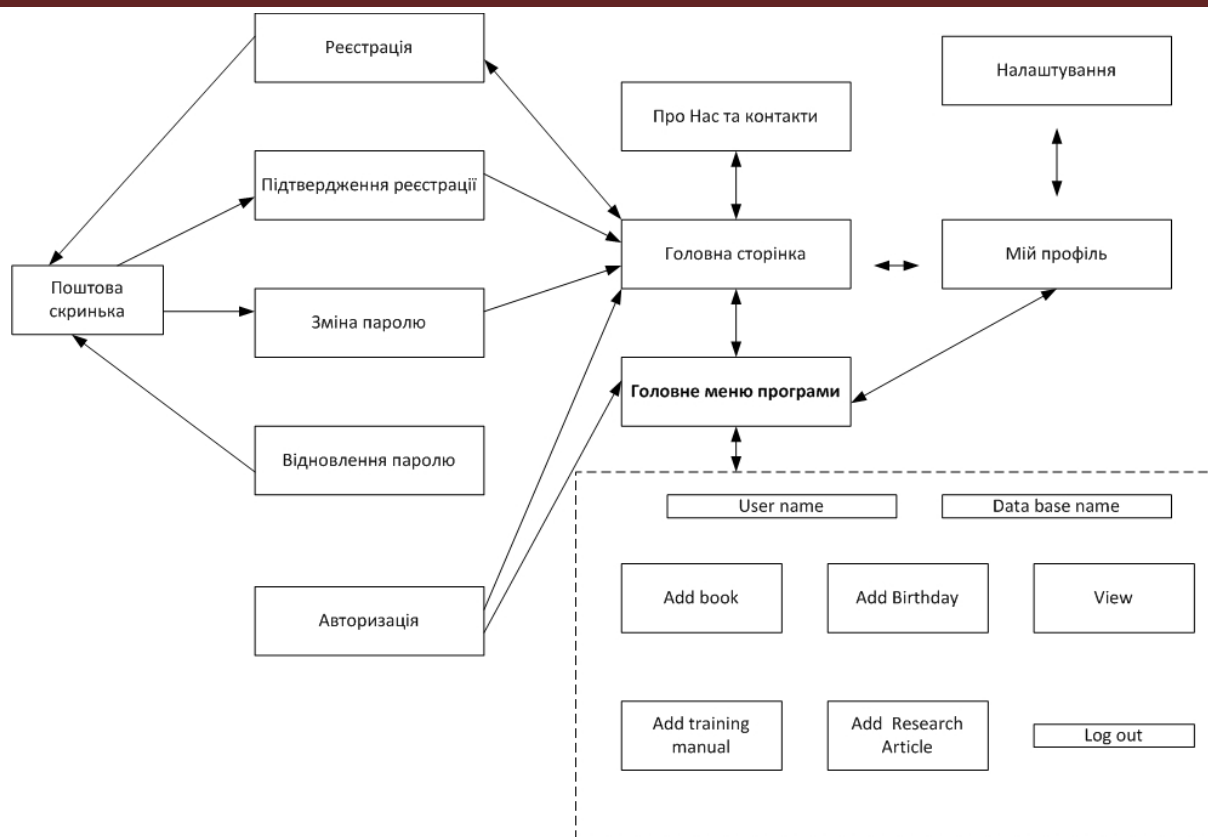 Реєстрація
Налаштування
Про Нас та контакти
Підтвердження реєстрації
Головна сторінка
Мій профіль
Поштова
скринька
Зміна паролю
Головне меню програми
Відновлення паролю
User name
Data base name
Add book
Add Birthday
View
Авторизація
Add training
manual
Add Research
Article
Log out